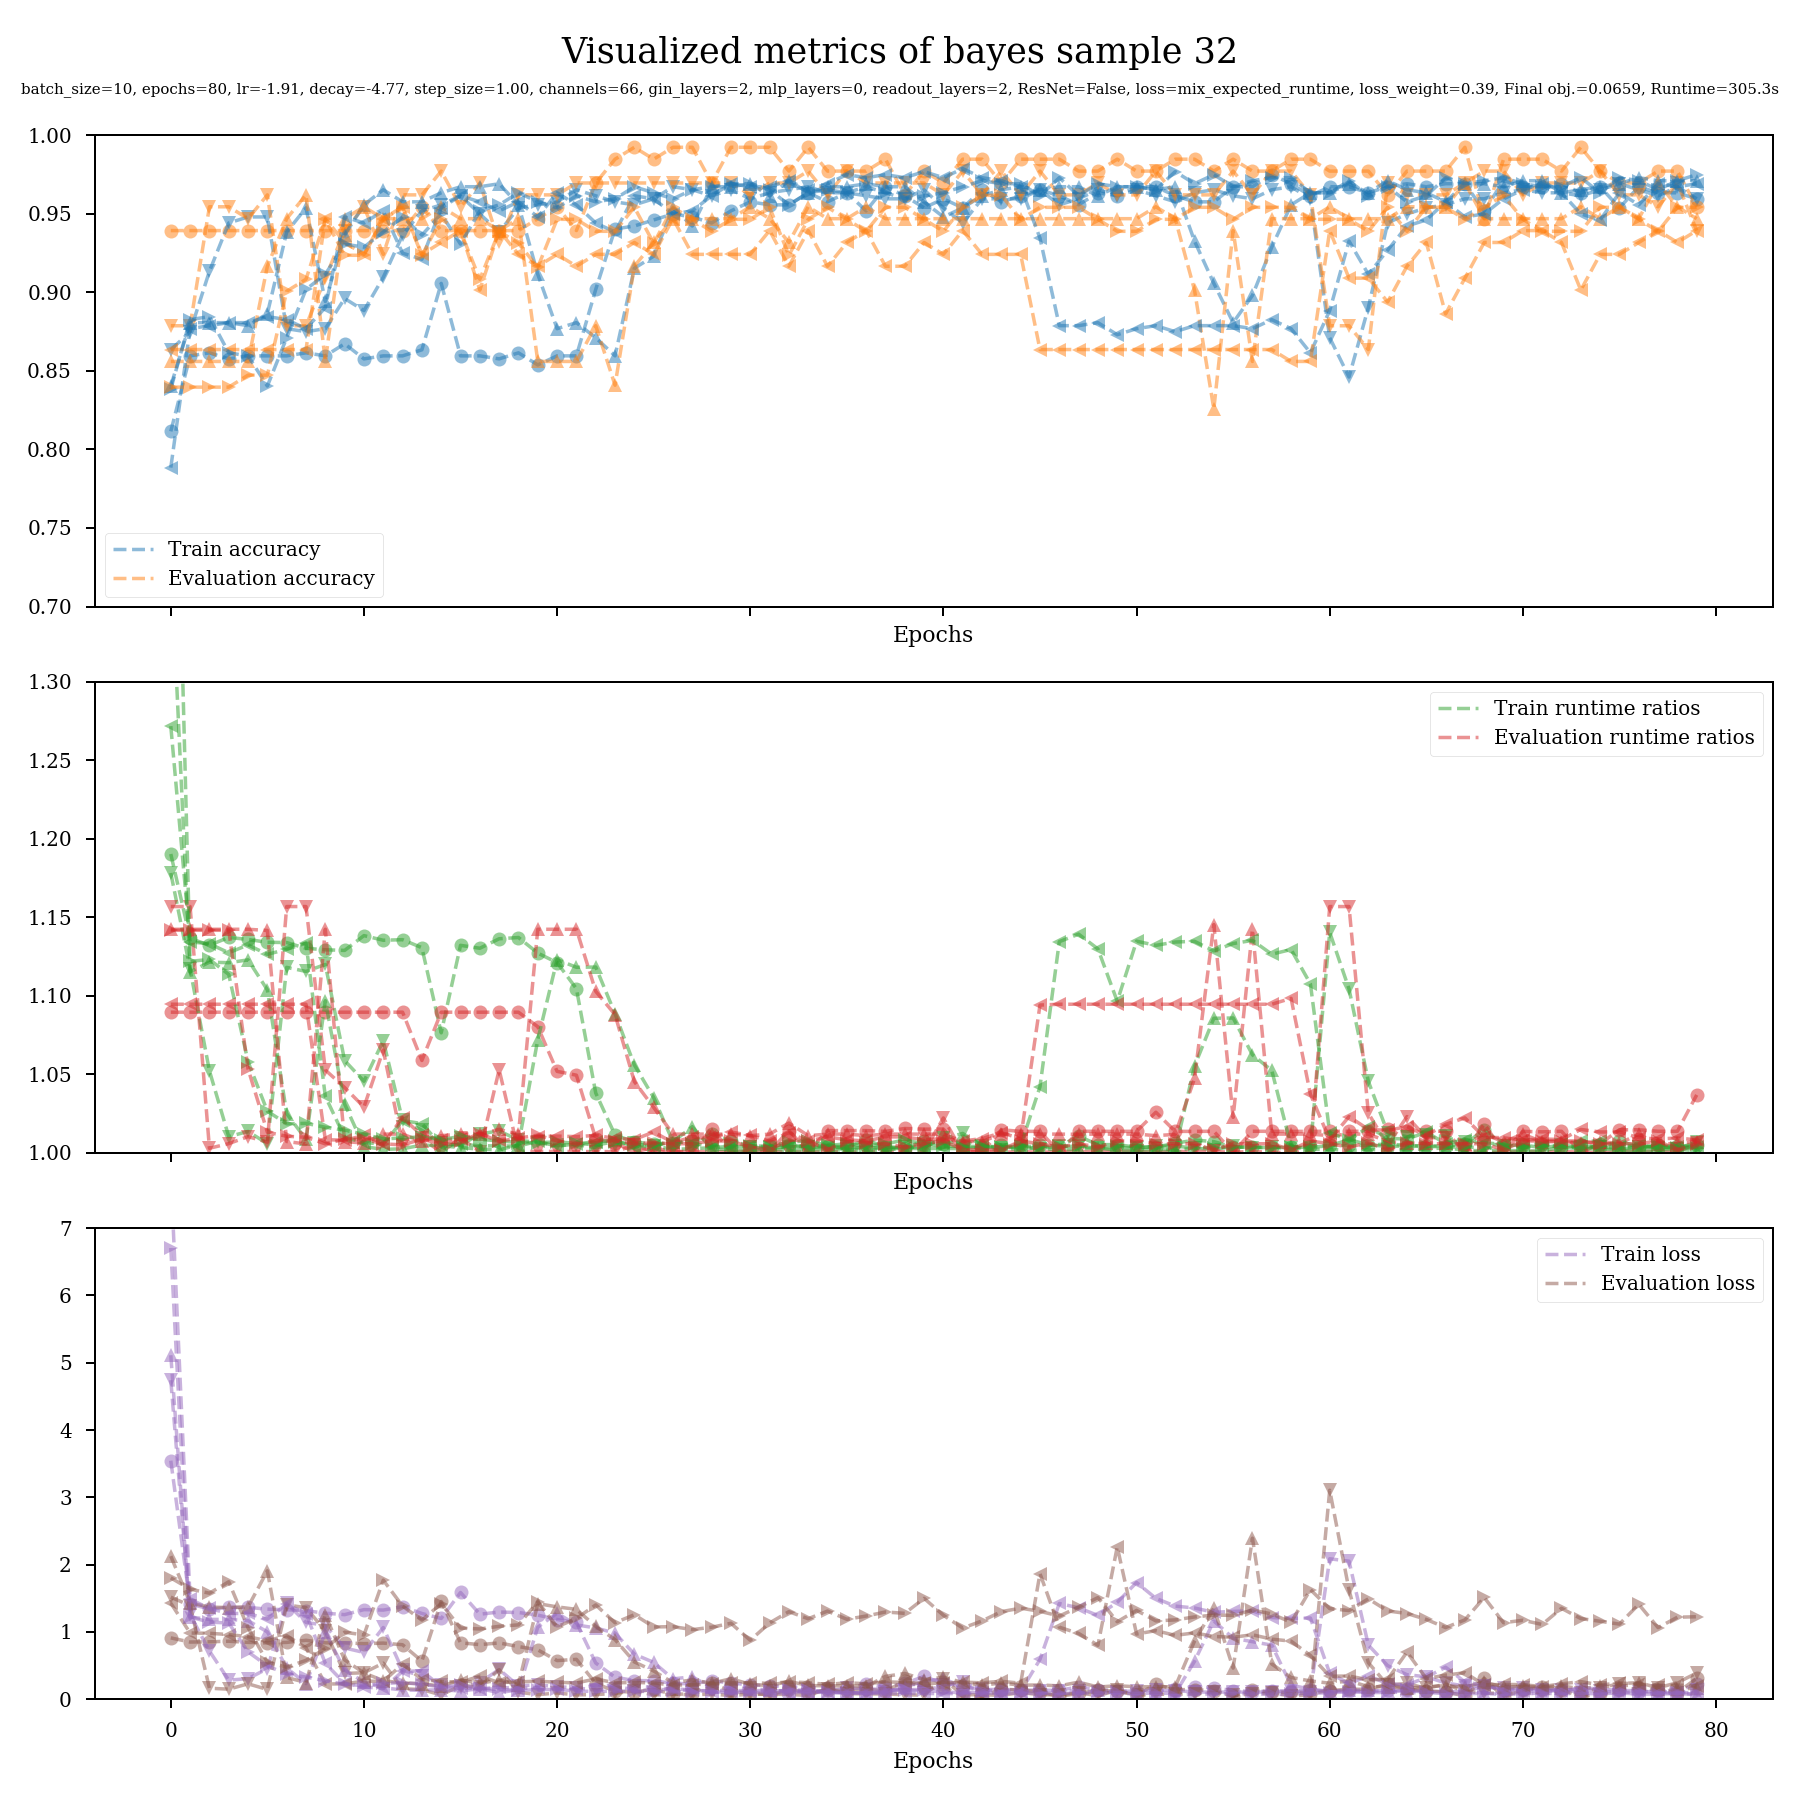 Visualized metrics of bayes sample 32
batch_size=10, epochs=80, lr=-1.91, decay=-4.77, step_size=1.00, channels=66, gin_layers=2, mlp_layers=0, readout_layers=2, ResNet=False, loss=mix_expected_runtime, loss_weight=0.39, Final obj.=0.0659, Runtime=305.3s
1.00
0.95
0.90
0.85
0.80
0.75
0.70
Train accuracy
Evaluation accuracy
Epochs
1.30
1.25
1.20
1.15
1.10
1.05
1.00
Train runtime ratios
Evaluation runtime ratios
Epochs
7
6
5
4
3
2
1
0
Train loss
Evaluation loss
0 10 20 30 40 50 60 70 80
Epochs